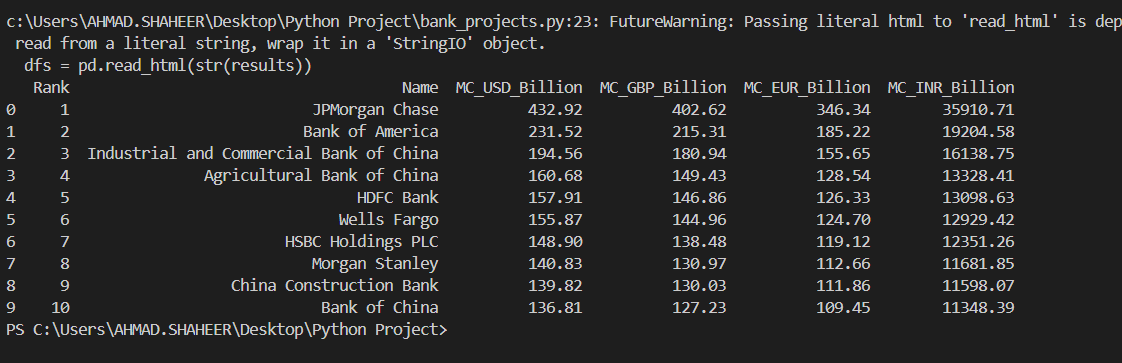 c:\Users\AHMAD.SHAHEER\Desktop\Python Project\bank_projects.py:23: FutureWarning: Passing literal html to 'read_html' is dep
read from a literal string, wrap it in a 'StringIO' object.
dfs = pd.read_html(str(results))
Rank Name MC_USD_Billion MC_GBP_Billion MC_EUR_Billion MC_INR_Billion
0 1 JPMorgan Chase 432.92 402.62 346.34 35910.71
1 2 Bank of America 231.52 215.31 185.22 19204.58
2 3 Industrial and Commercial Bank of China 194.56 180.94 155.65 16138.75
3 4 Agricultural Bank of China 160.68 149.43 128.54 13328.41
4 5 HDFC Bank 157.91 146.86 126.33 13098.63
5 6 Wells Fargo 155.87 144.96 124.70 12929.42
6 7 HSBC Holdings PLC 148.90 138.48 119.12 12351.26
7 8 Morgan Stanley 140.83 130.97 112.66 11681.85
8 9 China Construction Bank 139.82 130.03 111.86 11598.07
9 10 Bank of China 136.81 127.23 109.45 11348.39
PS C:\Users\AHMAD.SHAHEER\Desktop\Python Project>